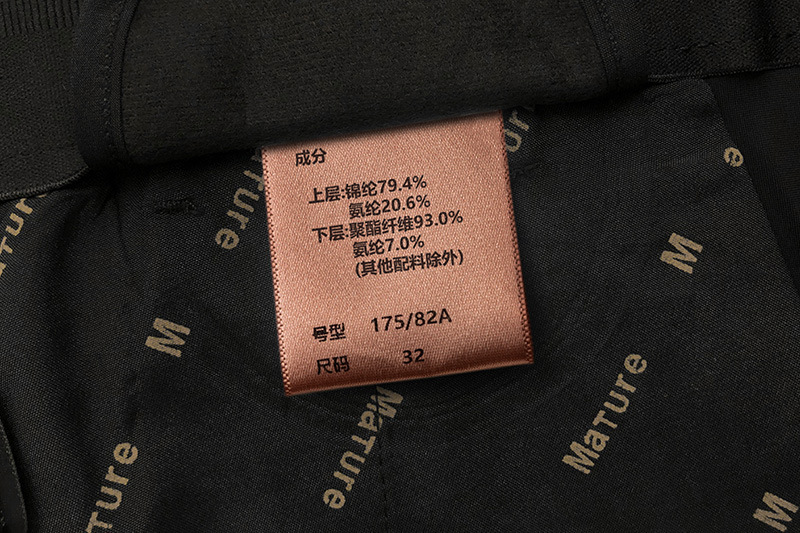 成分
上层:锦纶79.4%
氨纶20.6%
下层:聚酯纤维93.0%
氨纶7.0%
(其他配料除外)
号型 175/82A
尺码 32
Mature
Mature
M
M
Mature
Mature
Mature
M